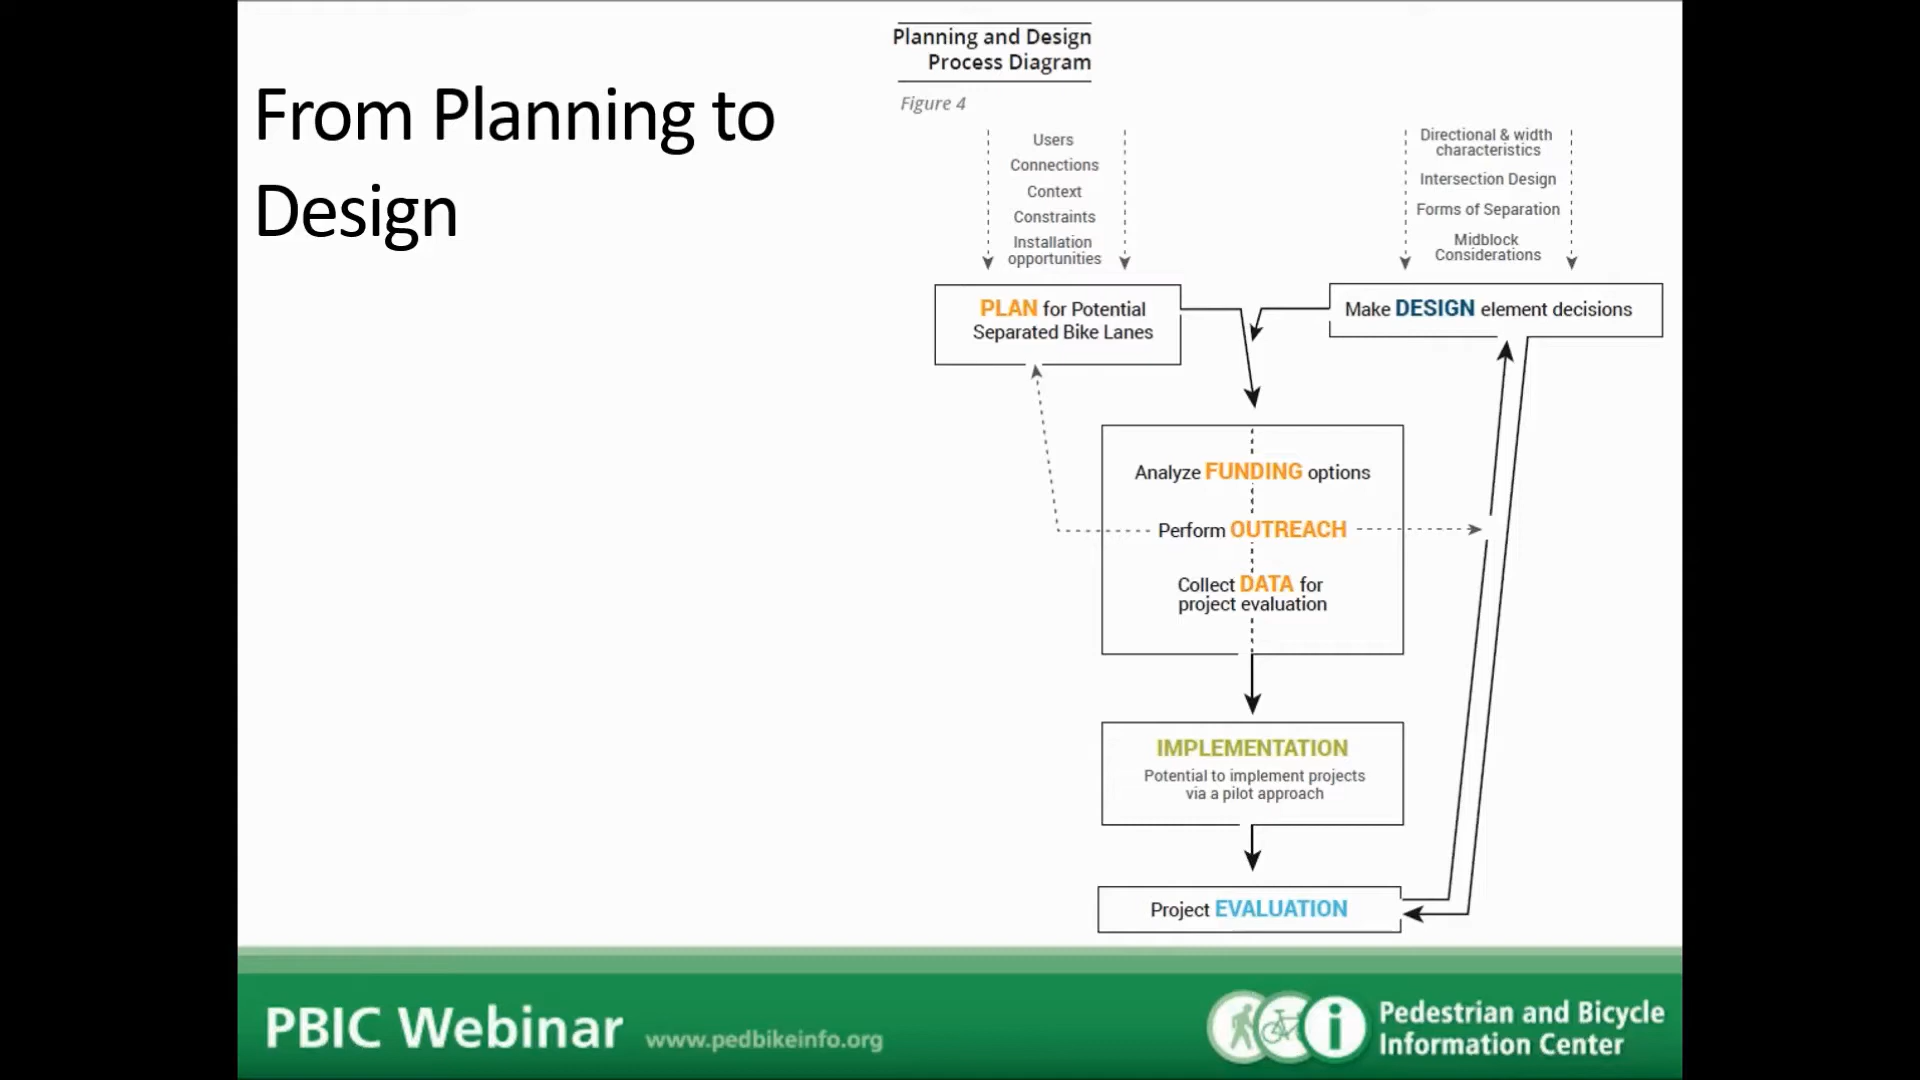 From Planning to
Design
Planning and Design
Process Diagram
Figure 4
Users
Connections
Context
Constraints
Installation
opportunities
Directional & width
characteristics
Intersection Design
Forms of Separation
Midblock
Considerations
PLAN for Potential
Separated Bike Lanes
Make DESIGN element decisions
Analyze FUNDING options
Perform OUTREACH
Collect DATA for
project evaluation
IMPLEMENTATION
Potential to implement projects
via a pilot approach
Project EVALUATION
PBIC Webinar www.pedbikeinfo.org
i
Pedestrian and Bicycle
Information Center